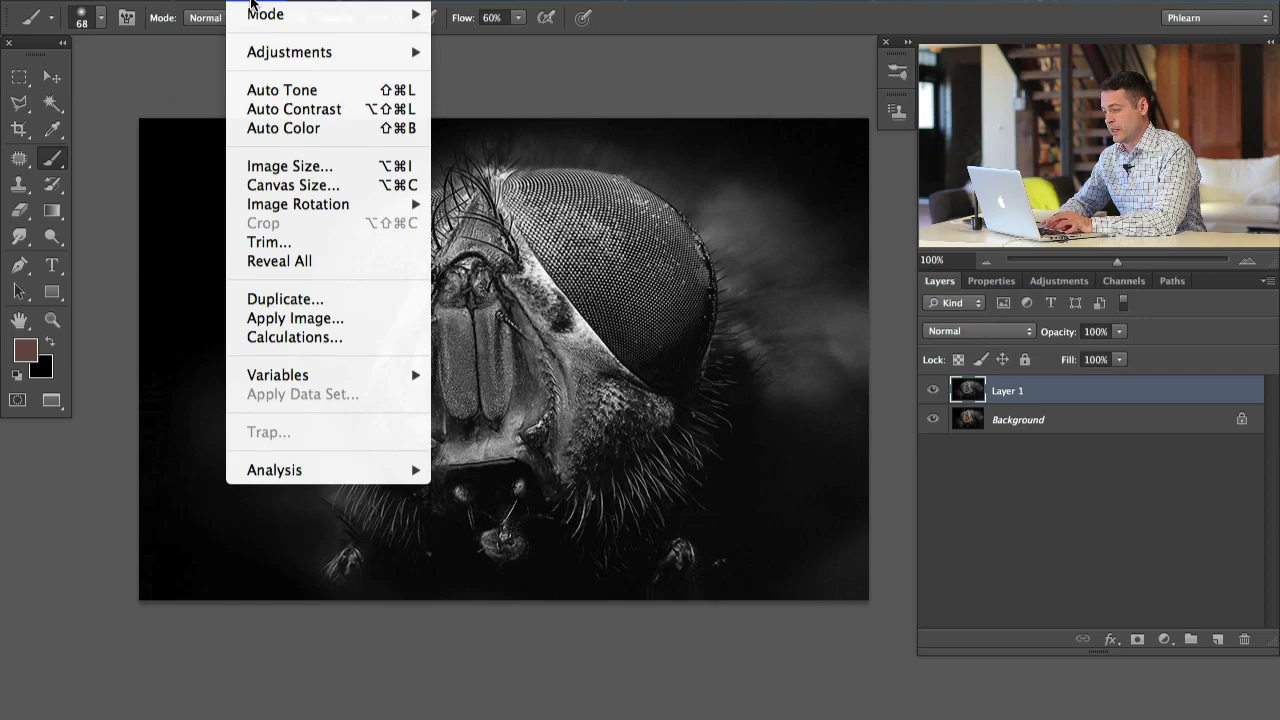 68
Mode: Normal
Flow: 60%
Phlearn
Mode
Adjustments
Auto Tone ⇧⌘L
Auto Contrast ⌥⇧⌘L
Auto Color ⇧⌘B
Image Size... ⌥⌘I
Canvas Size... ⌥⌘C
Image Rotation
Crop ⌥⇧⌘C
Trim...
Reveal All
Duplicate...
Apply Image...
Calculations...
Variables
Apply Data Set...
Trap...
Analysis
100%
Layers Properties Adjustments Channels Paths
Kind
Normal Opacity: 100%
Lock: Fill: 100%
Layer 1
Background